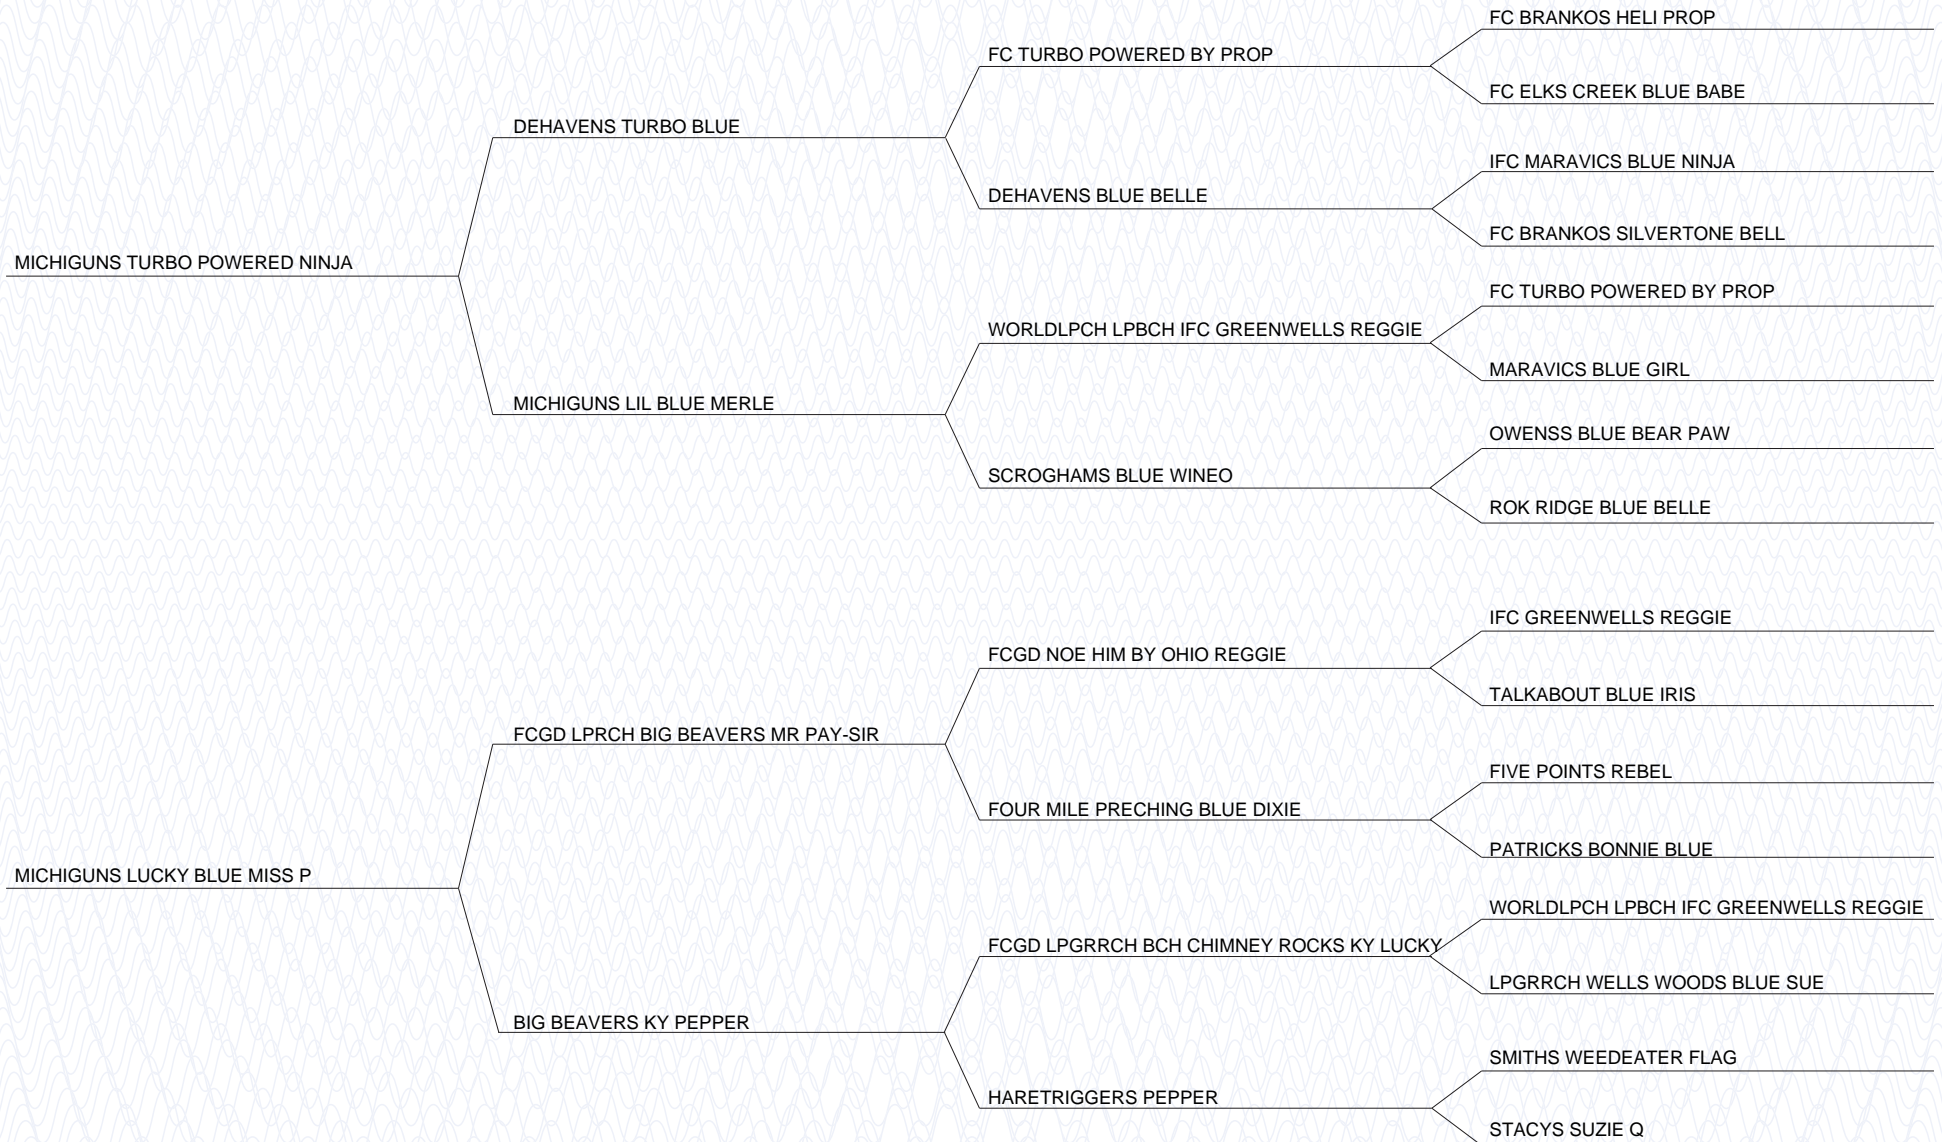 FC BRANKOS HELI PROP
FC TURBO POWERED BY PROP
FC ELKS CREEK BLUE BABE
DEHAVENS TURBO BLUE
IFC MARAVICS BLUE NINJA
DEHAVENS BLUE BELLE
FC BRANKOS SILVERTONE BELL
MICHIGUNS TURBO POWERED NINJA
FC TURBO POWERED BY PROP
WORLDLPCH LPBCH IFC GREENWELLS REGGIE
MARAVICS BLUE GIRL
MICHIGUNS LIL BLUE MERLE
OWENSS BLUE BEAR PAW
SCROGHAMS BLUE WINEO
ROK RIDGE BLUE BELLE
IFC GREENWELLS REGGIE
FCGD NOE HIM BY OHIO REGGIE
TALKABOUT BLUE IRIS
FCGD LPRCH BIG BEAVERS MR PAY-SIR
FIVE POINTS REBEL
FOUR MILE PRECHING BLUE DIXIE
PATRICKS BONNIE BLUE
MICHIGUNS LUCKY BLUE MISS P
WORLDLPCH LPBCH IFC GREENWELLS REGGIE
FCGD LPGRRCH BCH CHIMNEY ROCKS KY LUCKY
LPGRRCH WELLS WOODS BLUE SUE
BIG BEAVERS KY PEPPER
SMITHS WEEDEATER FLAG
HARETRIGGERS PEPPER
STACYS SUZIE Q